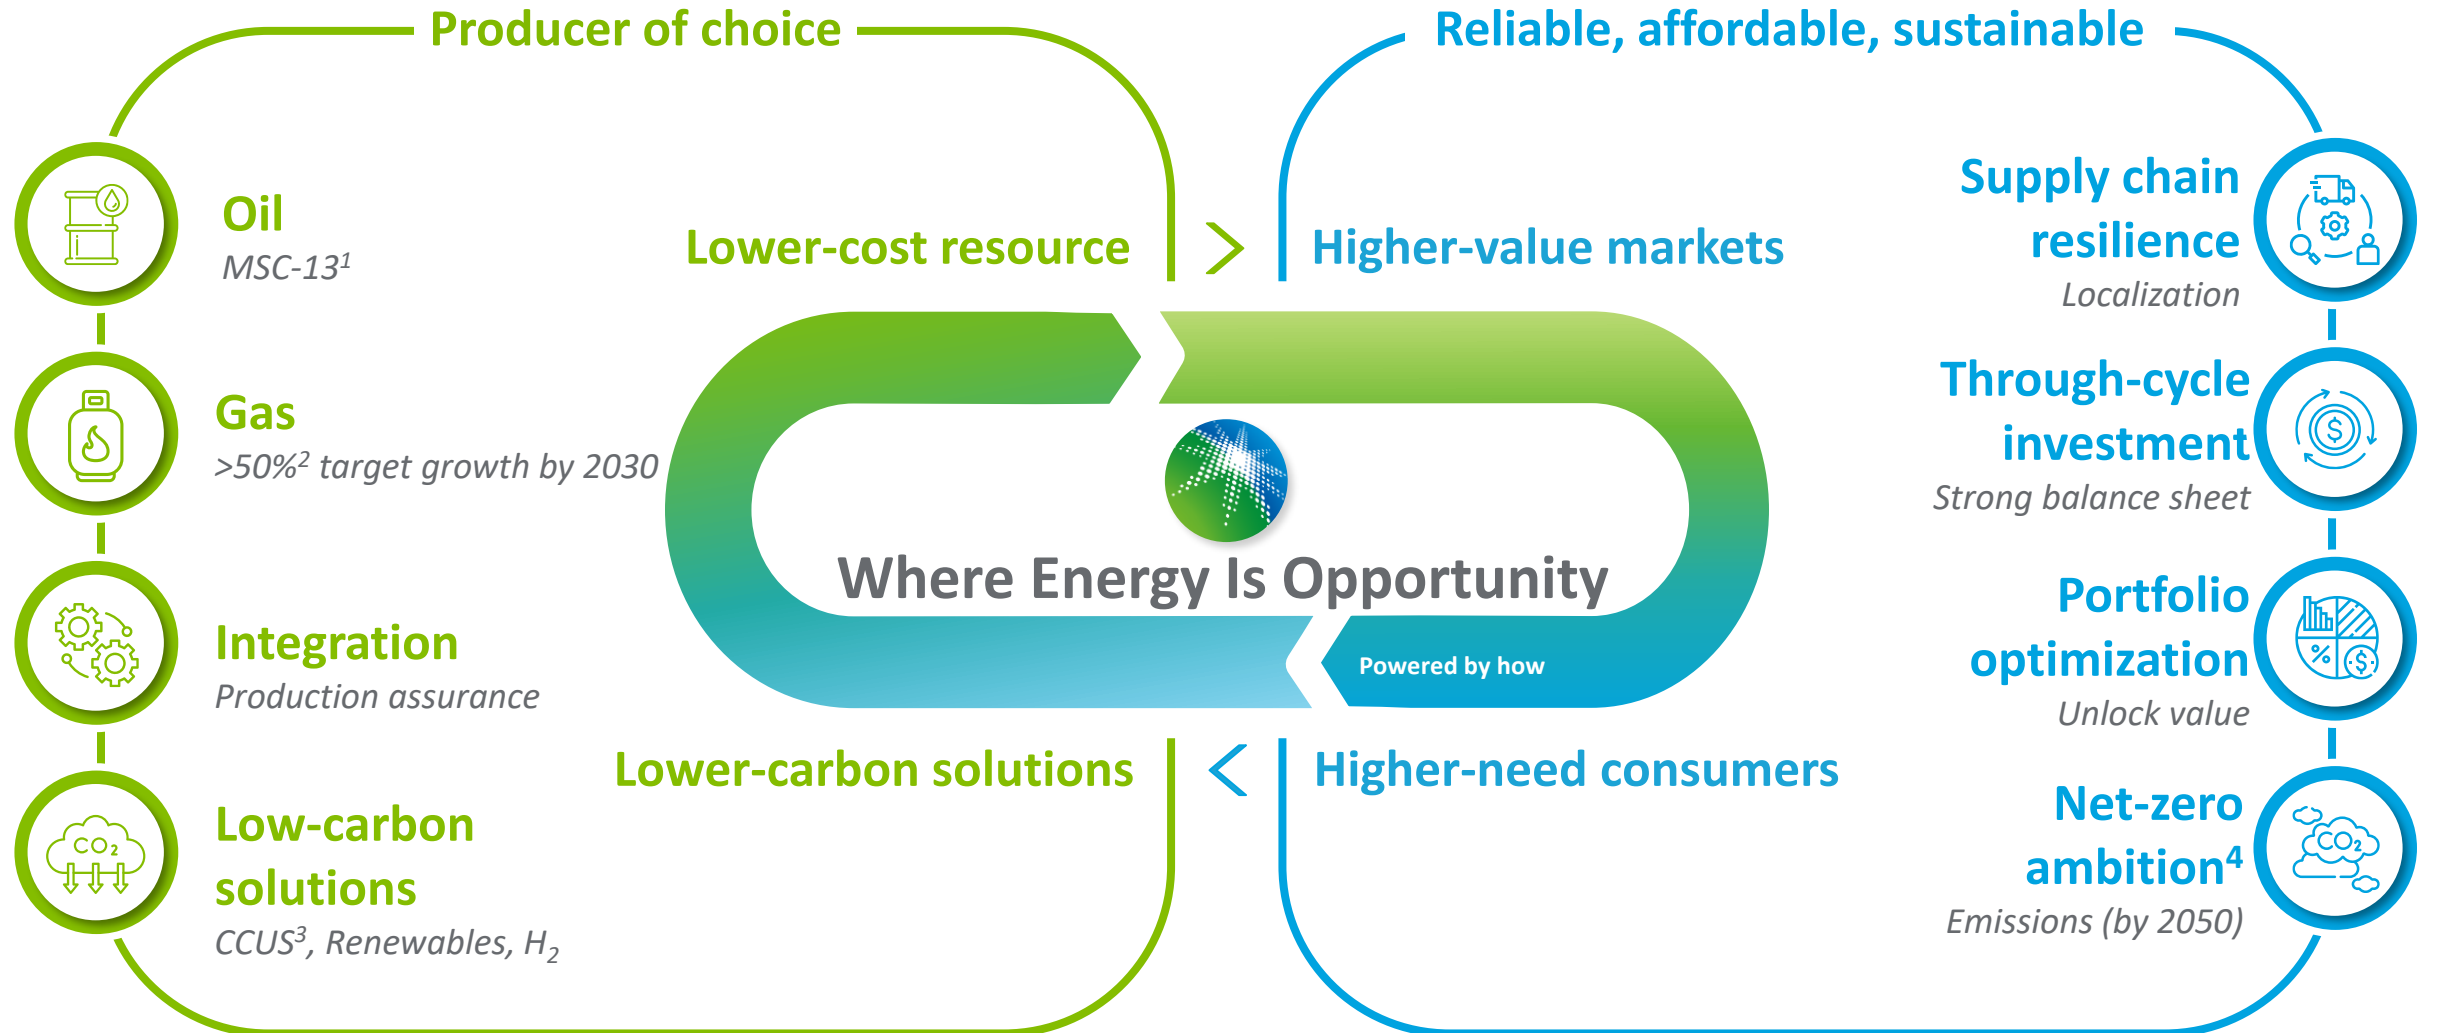 Producer of choice
Reliable, affordable, sustainable
Oil
MSC-13¹
Gas
>50%² target growth by 2030
Integration
Production assurance
CO₂
Low-carbon
solutions
CCUS³, Renewables, H₂
Lower-cost resource
>
Higher-value markets
Where Energy Is Opportunity
Powered by how
Lower-carbon solutions
<
Higher-need consumers
Supply chain
resilience
Localization
Through-cycle
investment
Strong balance sheet
$
Portfolio
optimization
Unlock value
%
$
Net-zero
ambition⁴
Emissions (by 2050)
CO₂